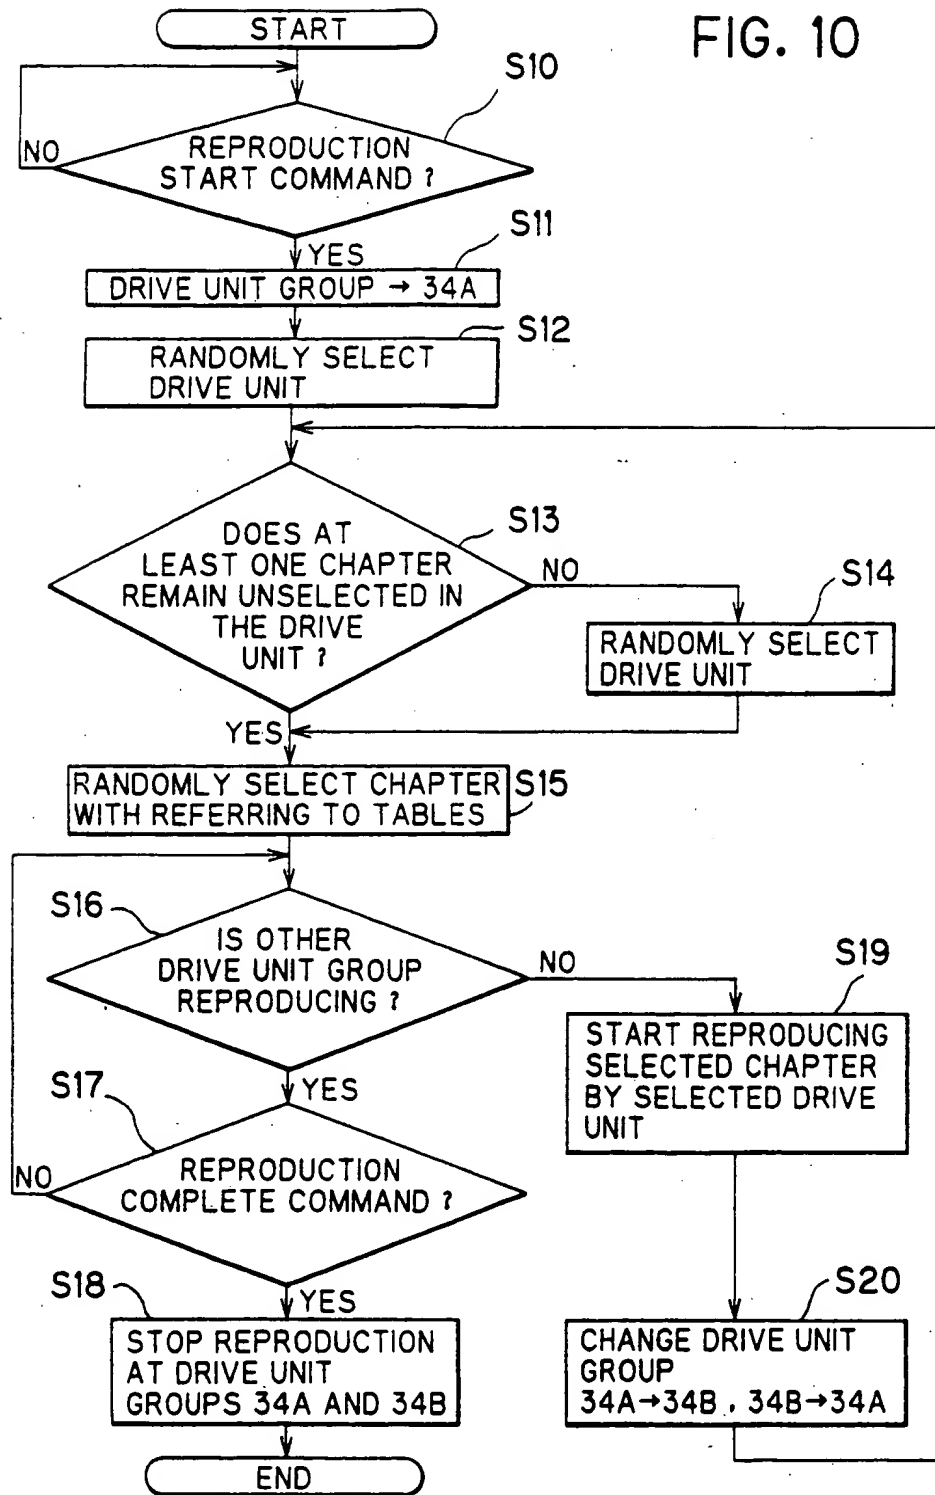 START
FIG. 10
S10
REPRODUCTION
START COMMAND ?
NO
YES
S11
DRIVE UNIT GROUP → 34A
S12
RANDOMLY SELECT
DRIVE UNIT
S13
DOES AT
LEAST ONE CHAPTER
REMAIN UNSELECTED IN
THE DRIVE
UNIT ?
NO
S14
RANDOMLY SELECT
DRIVE UNIT
YES
RANDOMLY SELECT CHAPTER
WITH REFERRING TO TABLES
S15
S16
IS OTHER
DRIVE UNIT GROUP
REPRODUCING ?
NO
S19
START REPRODUCING
SELECTED CHAPTER
BY SELECTED DRIVE
UNIT
YES
S17
REPRODUCTION
COMPLETE COMMAND ?
NO
YES
S18
STOP REPRODUCTION
AT DRIVE UNIT
GROUPS 34A AND 34B
S20
CHANGE DRIVE UNIT
GROUP
34A→34B , 34B→34A
END